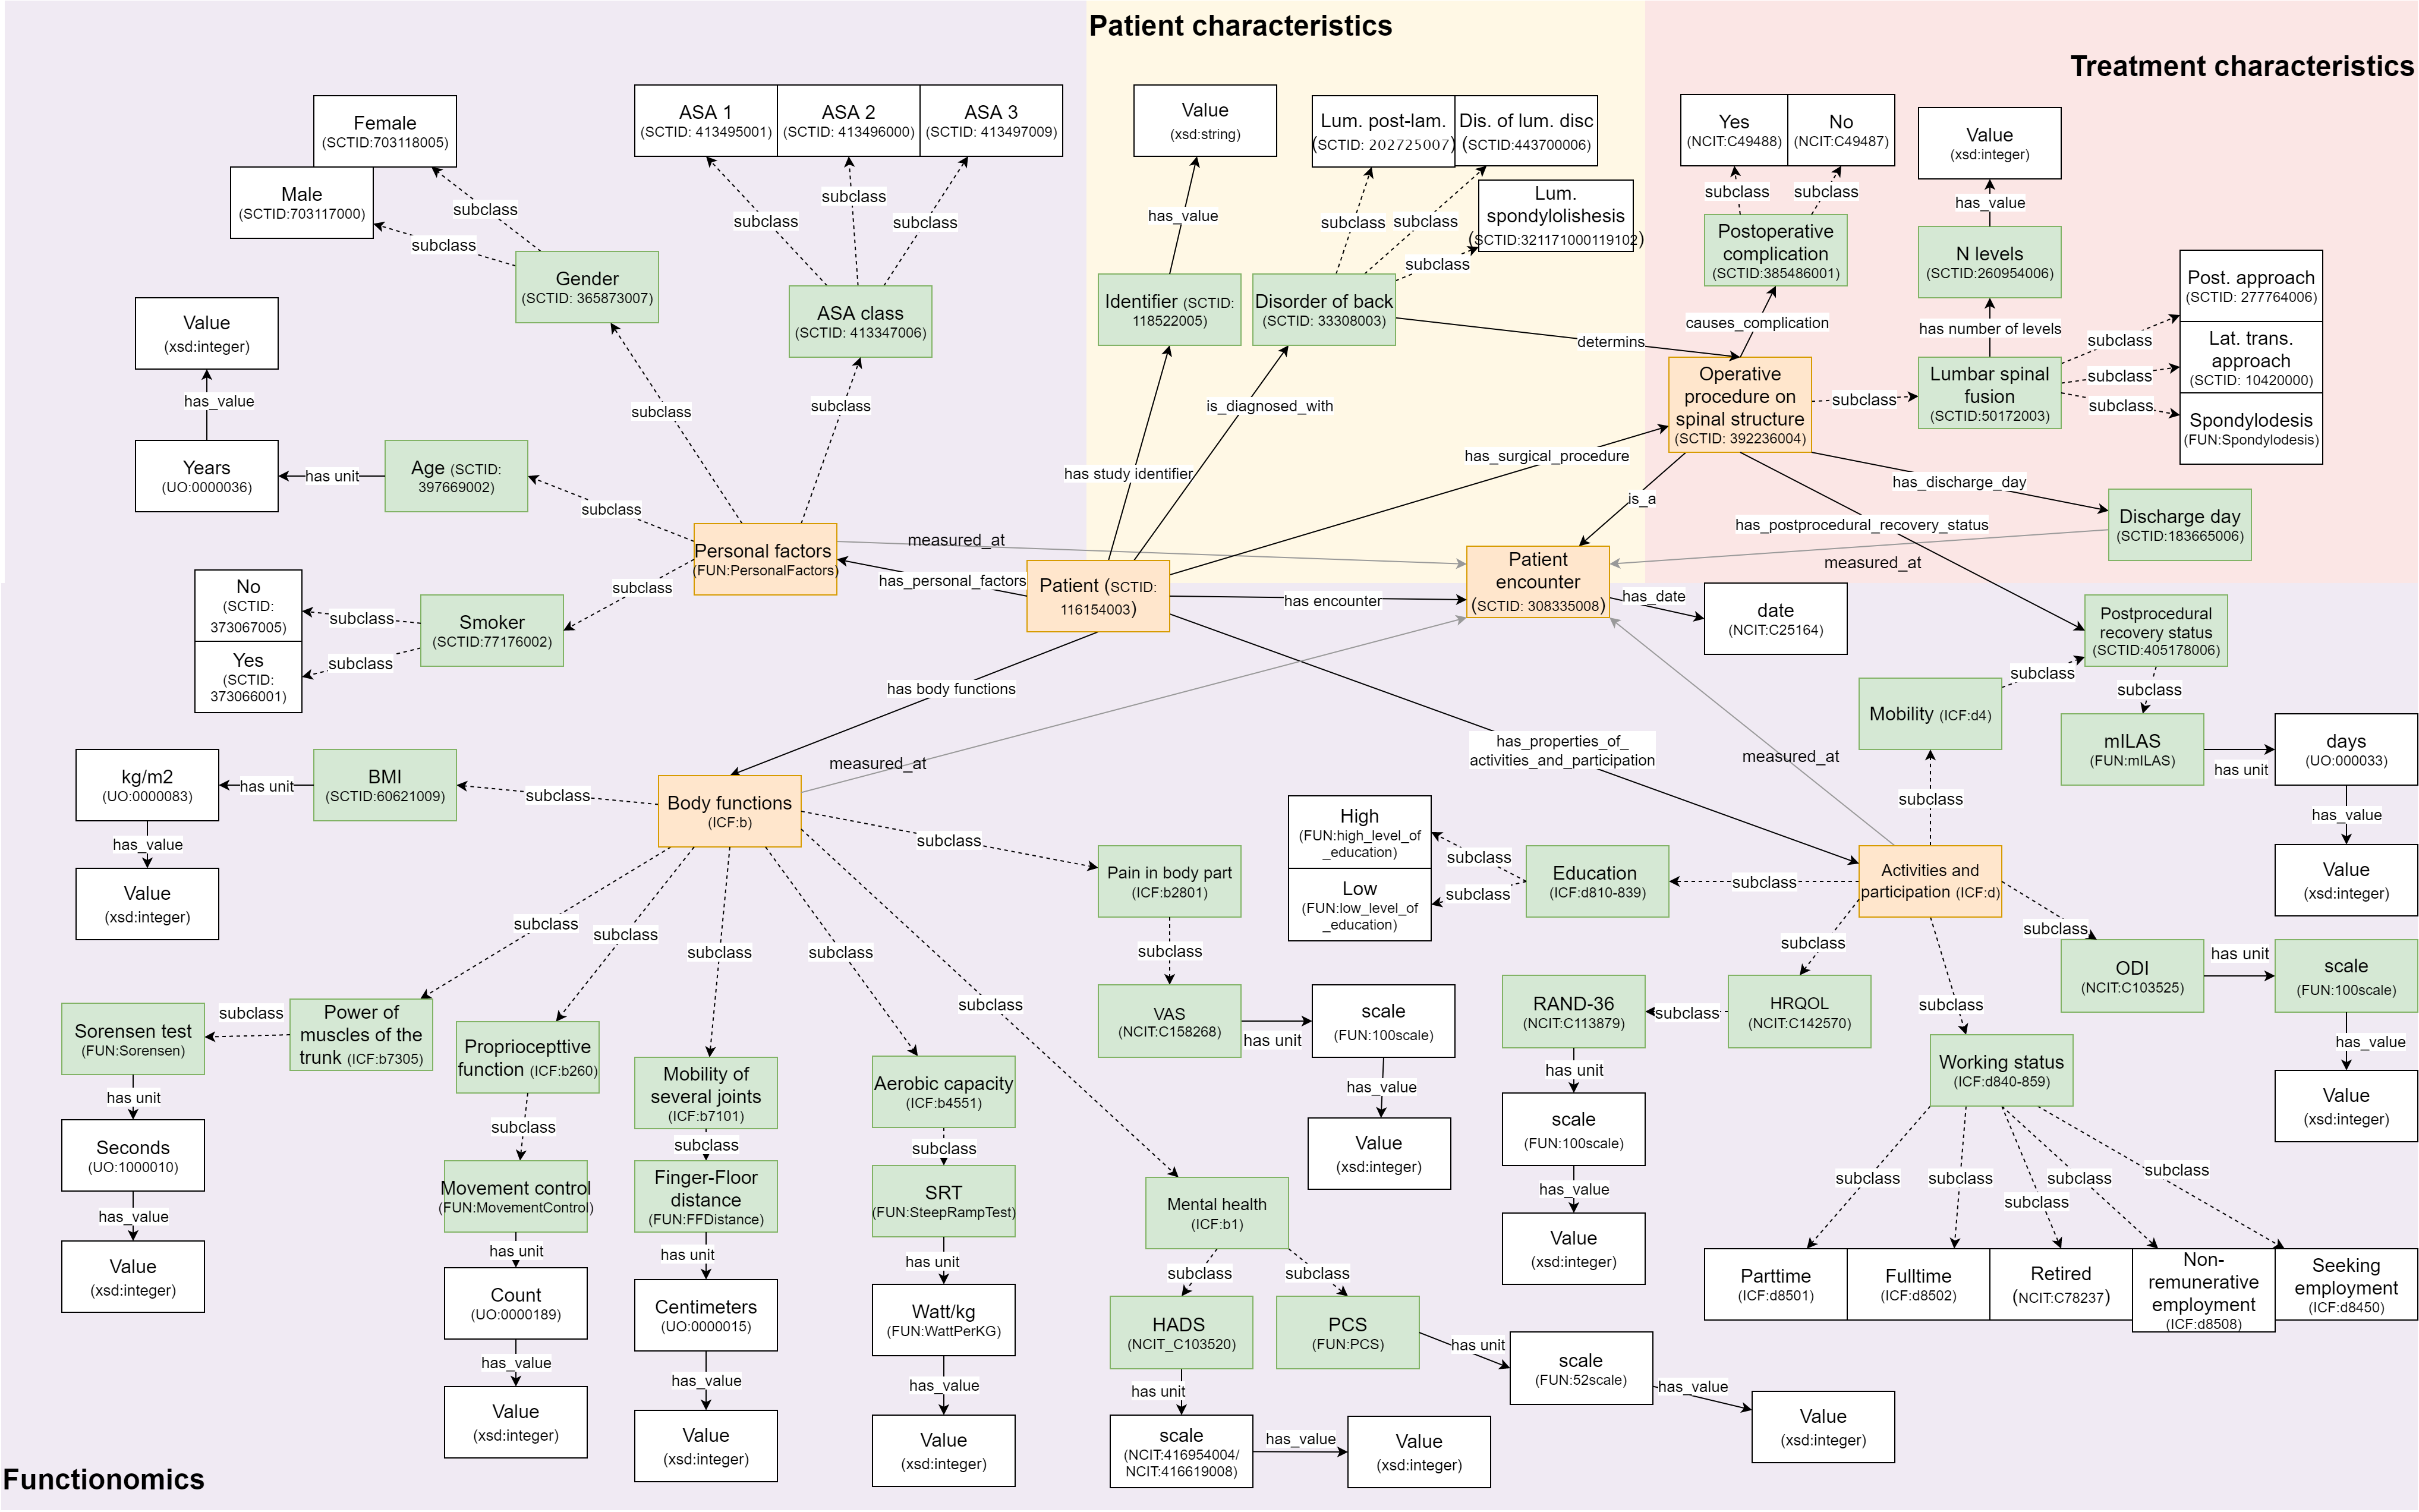 Patient characteristics
Treatment characteristics
Functionomics
Female
(SCTID:703118005)
Male
(SCTID:703117000)
subclass
subclass
Gender
(SCTID: 365873007)
ASA 1
(SCTID: 413495001)
ASA 2
(SCTID: 413496000)
ASA 3
(SCTID: 413497009)
subclass
subclass
subclass
ASA class
(SCTID: 413347006)
Value
(xsd:integer)
has_value
Years
(UO:0000036)
has unit
Age (SCTID:
397669002)
subclass
subclass
subclass
subclass
Personal factors
(FUN:PersonalFactors)
measured_at
has_personal_factors
No
(SCTID:
373067005)
Yes
(SCTID:
373066001)
subclass
subclass
Smoker
(SCTID:77176002)
Value
(xsd:string)
has_value
Identifier (SCTID:
118522005)
has study identifier
Lum. post-lam.
(SCTID: 202725007)
Dis. of lum. disc
(SCTID:443700006)
Lum.
spondylolishesis
(SCTID:321171000119102)
subclass
subclass
subclass
Disorder of back
(SCTID: 33308003)
is_diagnosed_with
determins
Patient (SCTID:
116154003)
has_surgical_procedure
has encounter
Patient
encounter
(SCTID: 308335008)
has_date
date
(NCIT:C25164)
is_a
Yes
(NCIT:C49488)
No
(NCIT:C49487)
subclass
subclass
Postoperative
complication
(SCTID:385486001)
causes_complication
Operative
procedure on
spinal structure
(SCTID: 392236004)
subclass
Value
(xsd:integer)
has_value
N levels
(SCTID:260954006)
has number of levels
Lumbar spinal
fusion
(SCTID:50172003)
subclass
subclass
subclass
Post. approach
(SCTID: 277764006)
Lat. trans.
approach
(SCTID: 10420000)
Spondylodesis
(FUN:Spondylodesis)
has_discharge_day
has_postprocedural_recovery_status
Discharge day
(SCTID:183665006)
measured_at
Postprocedural
recovery status
(SCTID:405178006)
subclass
subclass
Mobility (ICF:d4)
mILAS
(FUN:mILAS)
has unit
days
(UO:000033)
has_value
Value
(xsd:integer)
has body functions
has_properties_of_
activities_and_participation
measured_at
measured_at
kg/m2
(UO:0000083)
has unit
BMI
(SCTID:60621009)
subclass
has_value
Value
(xsd:integer)
Body functions
(ICF:b)
subclass
subclass
subclass
subclass
subclass
subclass
Pain in body part
(ICF:b2801)
subclass
VAS
(NCIT:C158268)
has unit
scale
(FUN:100scale)
has_value
Value
(xsd:integer)
High
(FUN:high_level_of
_education)
Low
(FUN:low_level_of
_education)
subclass
subclass
Education
(ICF:d810-839)
subclass
subclass
Activities and
participation (ICF:d)
subclass
subclass
subclass
ODI
(NCIT:C103525)
has unit
scale
(FUN:100scale)
has_value
Value
(xsd:integer)
RAND-36
(NCIT:C113879)
subclass
HRQOL
(NCIT:C142570)
has unit
scale
(FUN:100scale)
has_value
Value
(xsd:integer)
Working status
(ICF:d840-859)
subclass
subclass
subclass
subclass
subclass
Parttime
(ICF:d8501)
Fulltime
(ICF:d8502)
Retired
(NCIT:C78237)
Non-
remunerative
employment
(ICF:d8508)
Seeking
employment
(ICF:d8450)
Sorensen test
(FUN:Sorensen)
subclass
Power of
muscles of the
trunk (ICF:b7305)
has unit
Seconds
(UO:1000010)
has_value
Value
(xsd:integer)
Propriocepttive
function (ICF:b260)
subclass
Movement control
(FUN:MovementControl)
has unit
Count
(UO:0000189)
has_value
Value
(xsd:integer)
Mobility of
several joints
(ICF:b7101)
subclass
Finger-Floor
distance
(FUN:FFDistance)
has unit
Centimeters
(UO:0000015)
has_value
Value
(xsd:integer)
Aerobic capacity
(ICF:b4551)
subclass
SRT
(FUN:SteepRampTest)
has unit
Watt/kg
(FUN:WattPerKG)
has_value
Value
(xsd:integer)
Mental health
(ICF:b1)
subclass
subclass
HADS
(NCIT_C103520)
PCS
(FUN:PCS)
has unit
scale
(FUN:52scale)
has_value
Value
(xsd:integer)
has unit
scale
(NCIT:416954004/
NCIT:416619008)
has_value
Value
(xsd:integer)